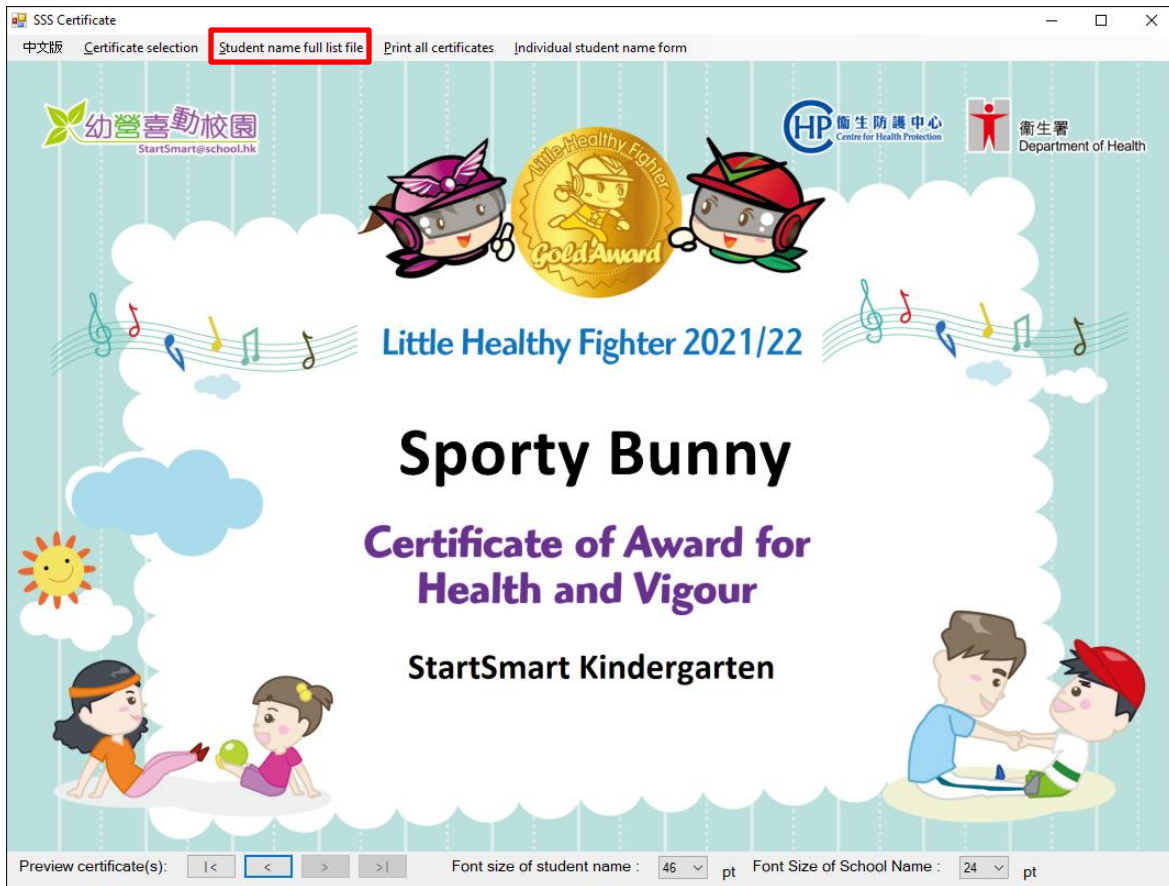 SSS Certificate
中文版 Certificate selection Student name full list file Print all certificates Individual student name form
幼營喜動校園
StartSmart@school.hk
CHP 衞生防護中心
Centre for Health Protection
衞生署
Department of Health
Little Healthy Fighter
Gold Award
Little Healthy Fighter 2021/22
Sporty Bunny
Certificate of Award for
Health and Vigour
StartSmart Kindergarten
Preview certificate(s): |< < > >| Font size of student name : 46 pt Font Size of School Name : 24 pt